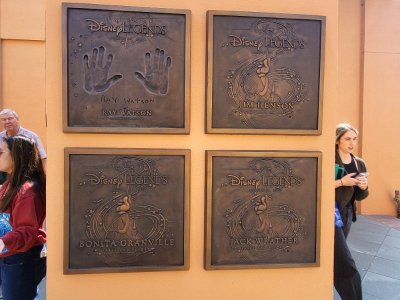 Disney LEGENDS
RAY WATSON
RAY WATSON
Disney LEGENDS
JIM HENSON
Disney LEGENDS
BONITA GRANVILLE
Disney LEGENDS
JACK WRATHER